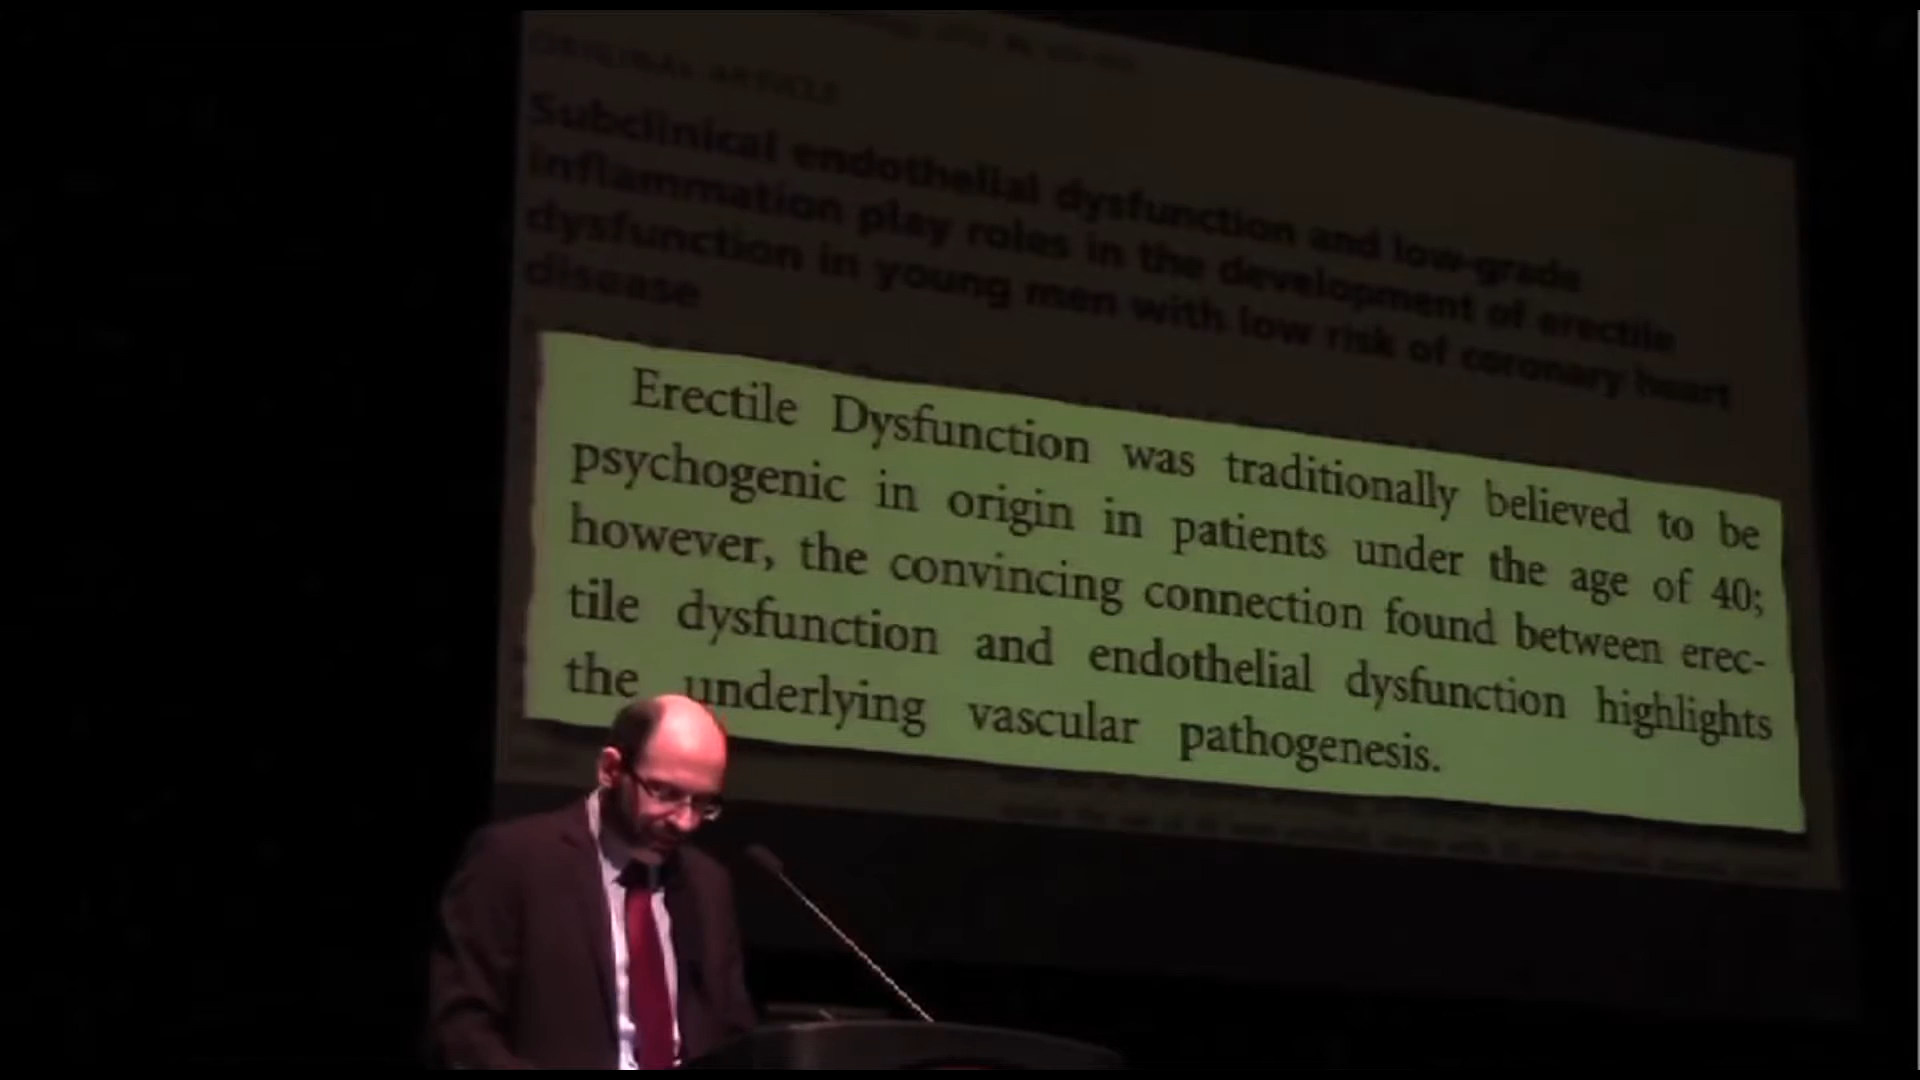 ORIGINAL ARTICLE
Subclinical endothelial dysfunction and low-grade
inflammation play roles in the development of erectile
dysfunction in young men with low risk of coronary heart
disease
Erectile Dysfunction was traditionally believed to be
psychogenic in origin in patients under the age of 40;
however, the convincing connection found between erec-
tile dysfunction and endothelial dysfunction highlights
the underlying vascular pathogenesis.